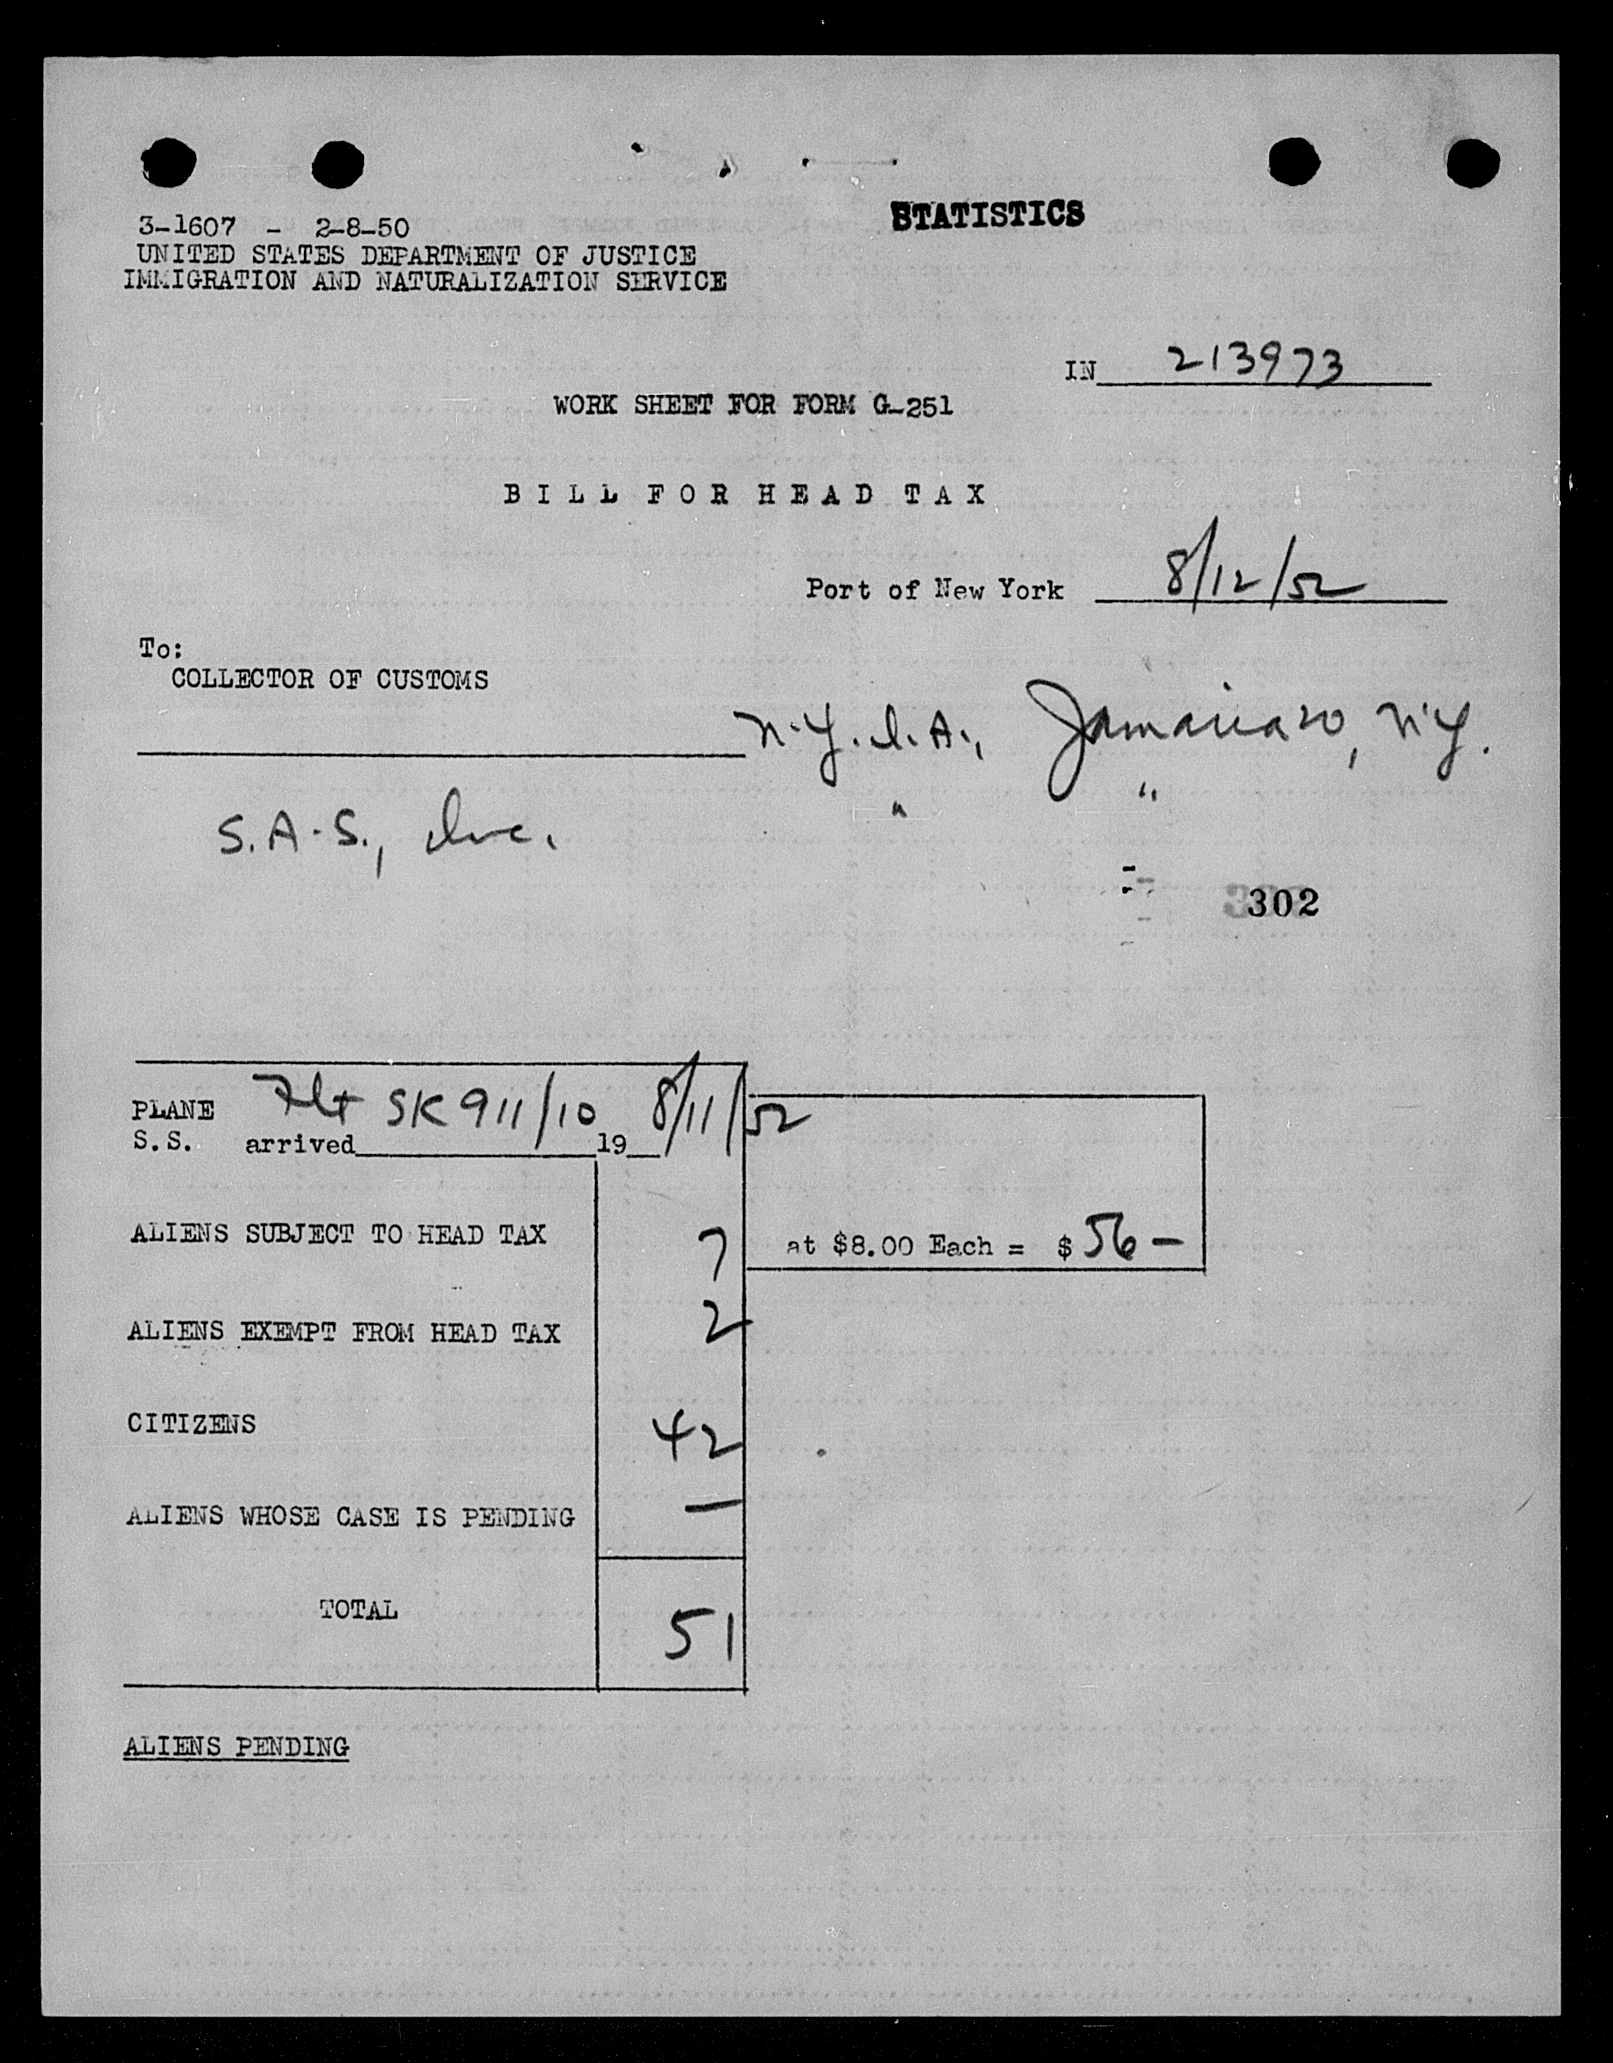 STATISTICS
3-1607 - 2-8-50
UNITED STATES DEPARTMENT OF JUSTICE
IMMIGRATION AND NATURALIZATION SERVICE
IN 213973
WORK SHEET FOR FORM G-251
BILL FOR HEAD TAX
Port of New York 8/12/52
To:
COLLECTOR OF CUSTOMS
N.Y.I.A., Jamaica 20, N.Y.
S.A.S., Inc. " "
302
PLANE Flt SK 911/10 8/11/52
S.S. arrived 19
ALIENS SUBJECT TO HEAD TAX 7 at $8.00 Each = $ 56 —
ALIENS EXEMPT FROM HEAD TAX 2
CITIZENS 42
ALIENS WHOSE CASE IS PENDING —
TOTAL 51
ALIENS PENDING